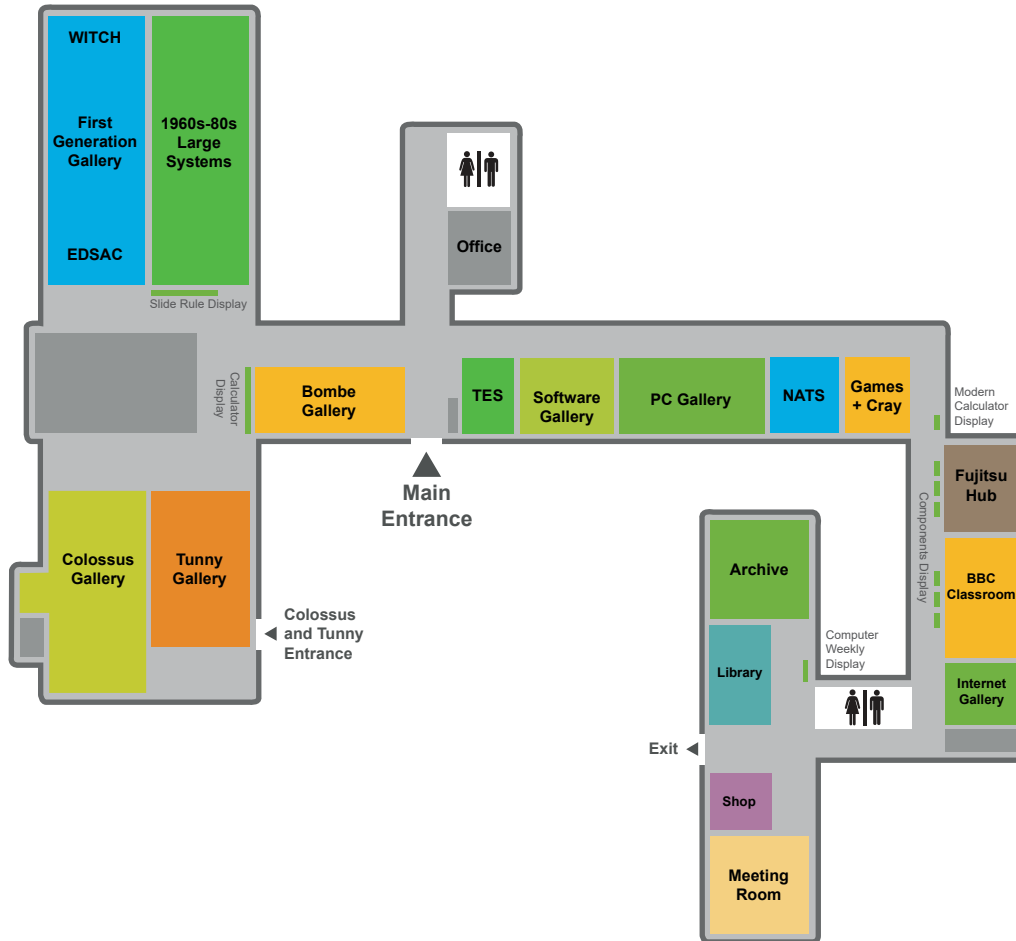 WITCH
First
Generation
Gallery
EDSAC
1960s-80s
Large
Systems
Slide Rule Display
Office
Calculator
Display
Bombe
Gallery
Main
Entrance
TES
Software
Gallery
PC Gallery
NATS
Games
+ Cray
Modern
Calculator
Display
Fujitsu
Hub
Components Display
BBC
Classroom
Internet
Gallery
Colossus
Gallery
Tunny
Gallery
Colossus
and Tunny
Entrance
Archive
Library
Computer
Weekly
Display
Exit
Shop
Meeting
Room